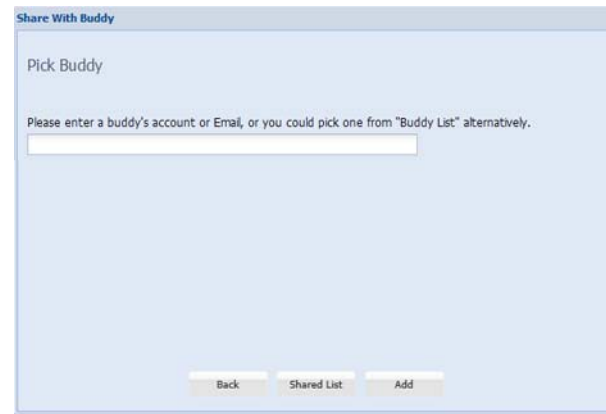 Share With Buddy
Pick Buddy
Please enter a buddy's account or Email, or you could pick one from "Buddy List" alternatively.
Back Shared List Add